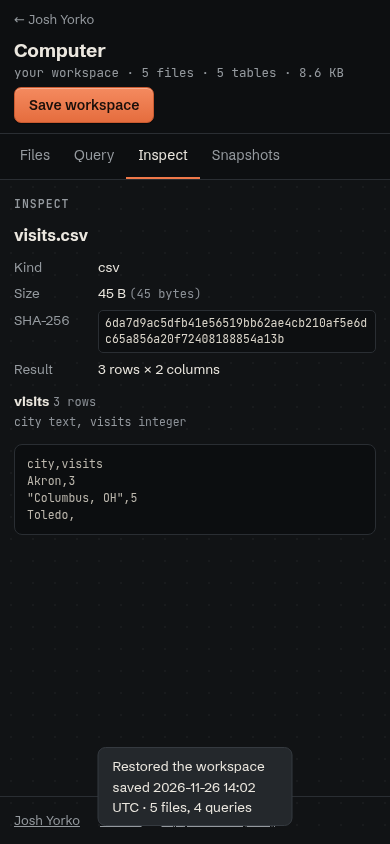 ← Josh Yorko
Computer
your workspace · 5 files · 5 tables · 8.6 KB
Save workspace
Files Query Inspect Snapshots
INSPECT
visits.csv
Kind csv
Size 45 B (45 bytes)
SHA-256 6da7d9ac5dfb41e56519bb62ae4cb210af5e6d
c65a856a20f72408188854a13b
Result 3 rows × 2 columns
visits 3 rows
city text, visits integer
city,visits
Akron,3
"Columbus, OH",5
Toledo,
Restored the workspace
saved 2026-11-26 14:02
UTC · 5 files, 4 queries
Josh Yorko